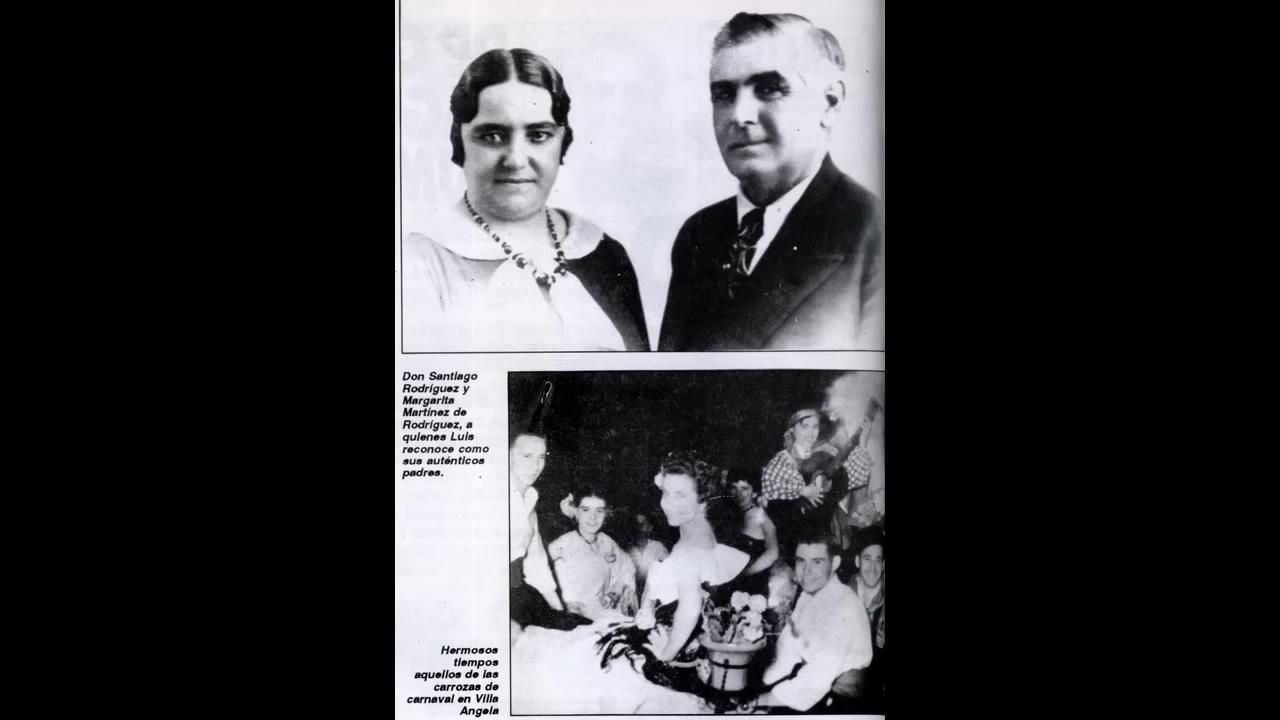 Don Santiago
Rodríguez y
Margarita
Martínez de
Rodríguez, a
quienes Luis
reconoce como
sus auténticos
padres.
Hermosos
tiempos
aquellos de las
carrozas de
carnaval en Villa
Angela